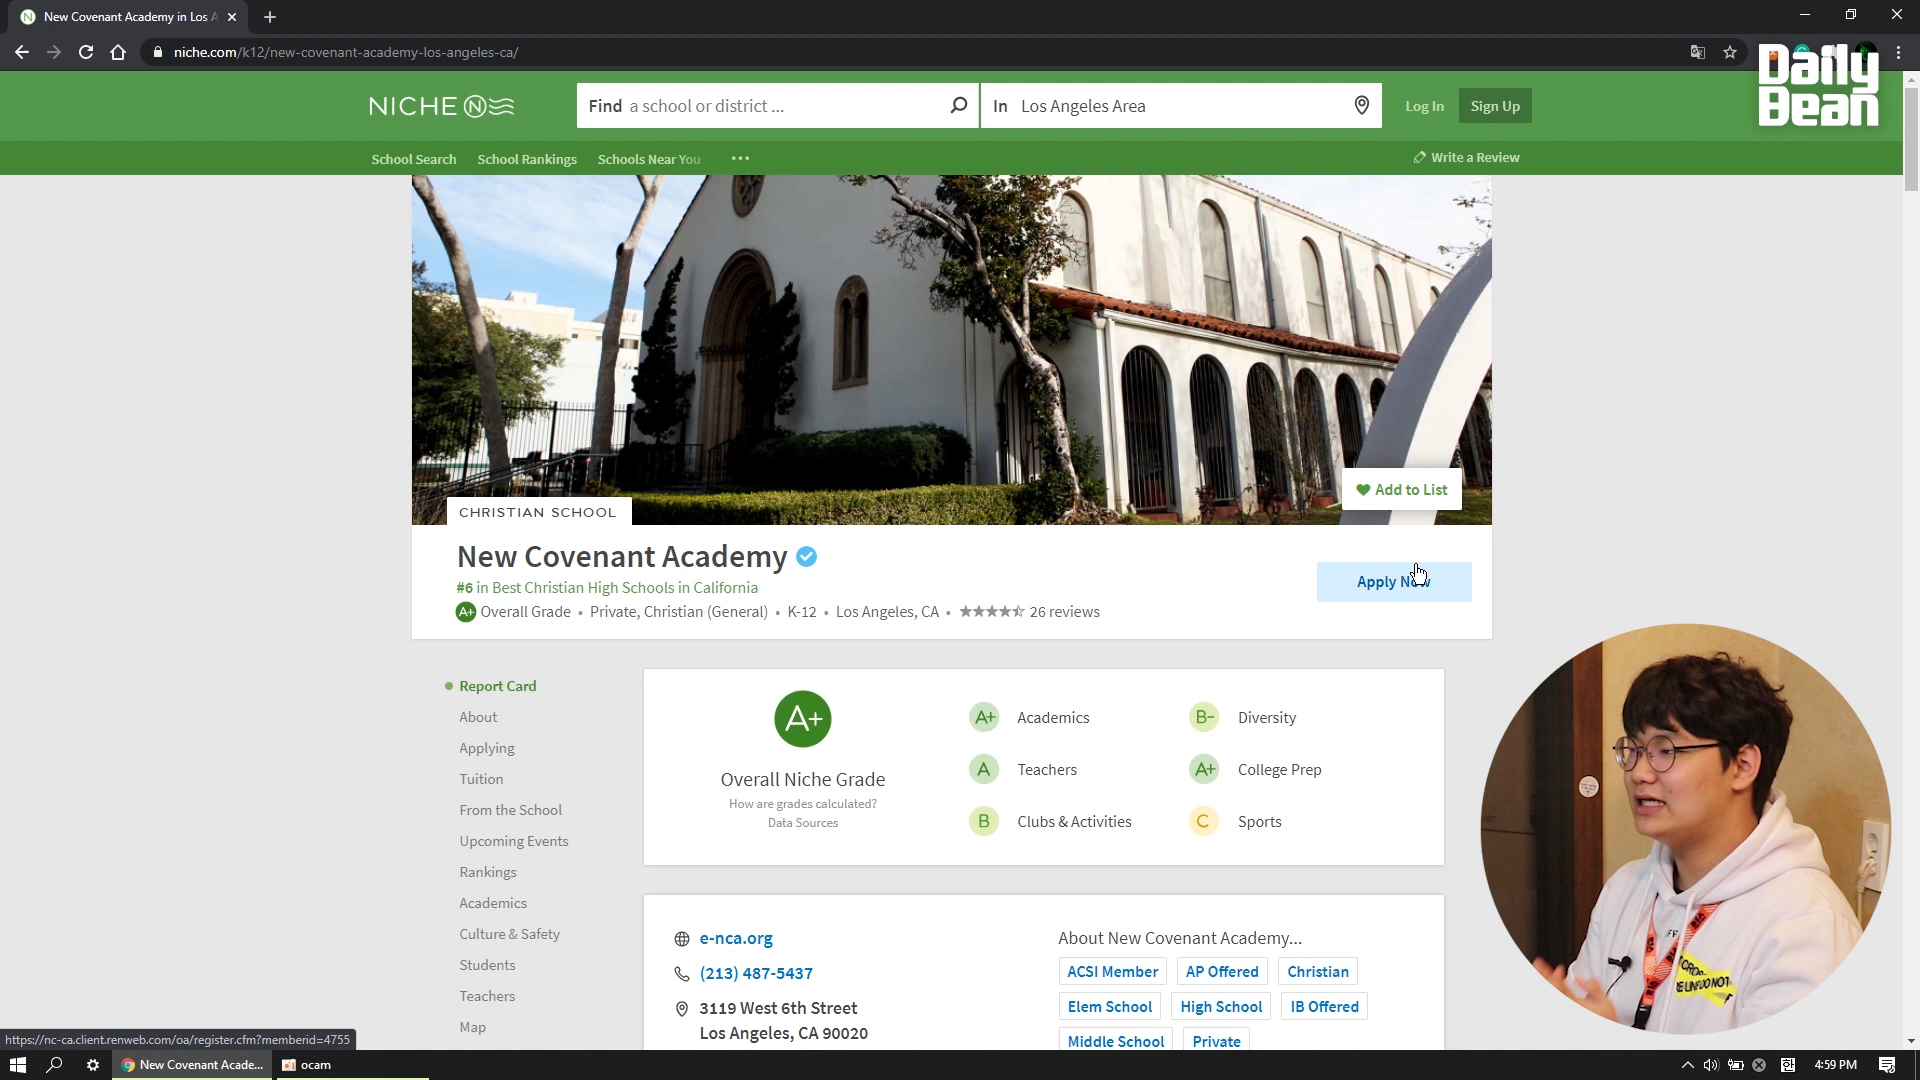 New Covenant Academy in Los A
niche.com/k12/new-covenant-academy-los-angeles-ca/
Daily
Bean
NICHE N
Find a school or district ...
In Los Angeles Area
Log In
Sign Up
School Search
School Rankings
Schools Near You
...
Write a Review
Add to List
CHRISTIAN SCHOOL
New Covenant Academy
#6 in Best Christian High Schools in California
A+ Overall Grade • Private, Christian (General) • K-12 • Los Angeles, CA • 26 reviews
Apply Now
Report Card
About
Applying
Tuition
From the School
Upcoming Events
Rankings
Academics
Culture & Safety
Students
Teachers
Map
A+
Overall Niche Grade
How are grades calculated?
Data Sources
A+ Academics
B- Diversity
A Teachers
A+ College Prep
B Clubs & Activities
C Sports
e-nca.org
(213) 487-5437
3119 West 6th Street
Los Angeles, CA 90020
About New Covenant Academy...
ACSI Member
AP Offered
Christian
Elem School
High School
IB Offered
Middle School
Private
https://nc-ca.client.renweb.com/oa/register.cfm?memberid=4755
New Covenant Acade...
ocam
한
4:59 PM